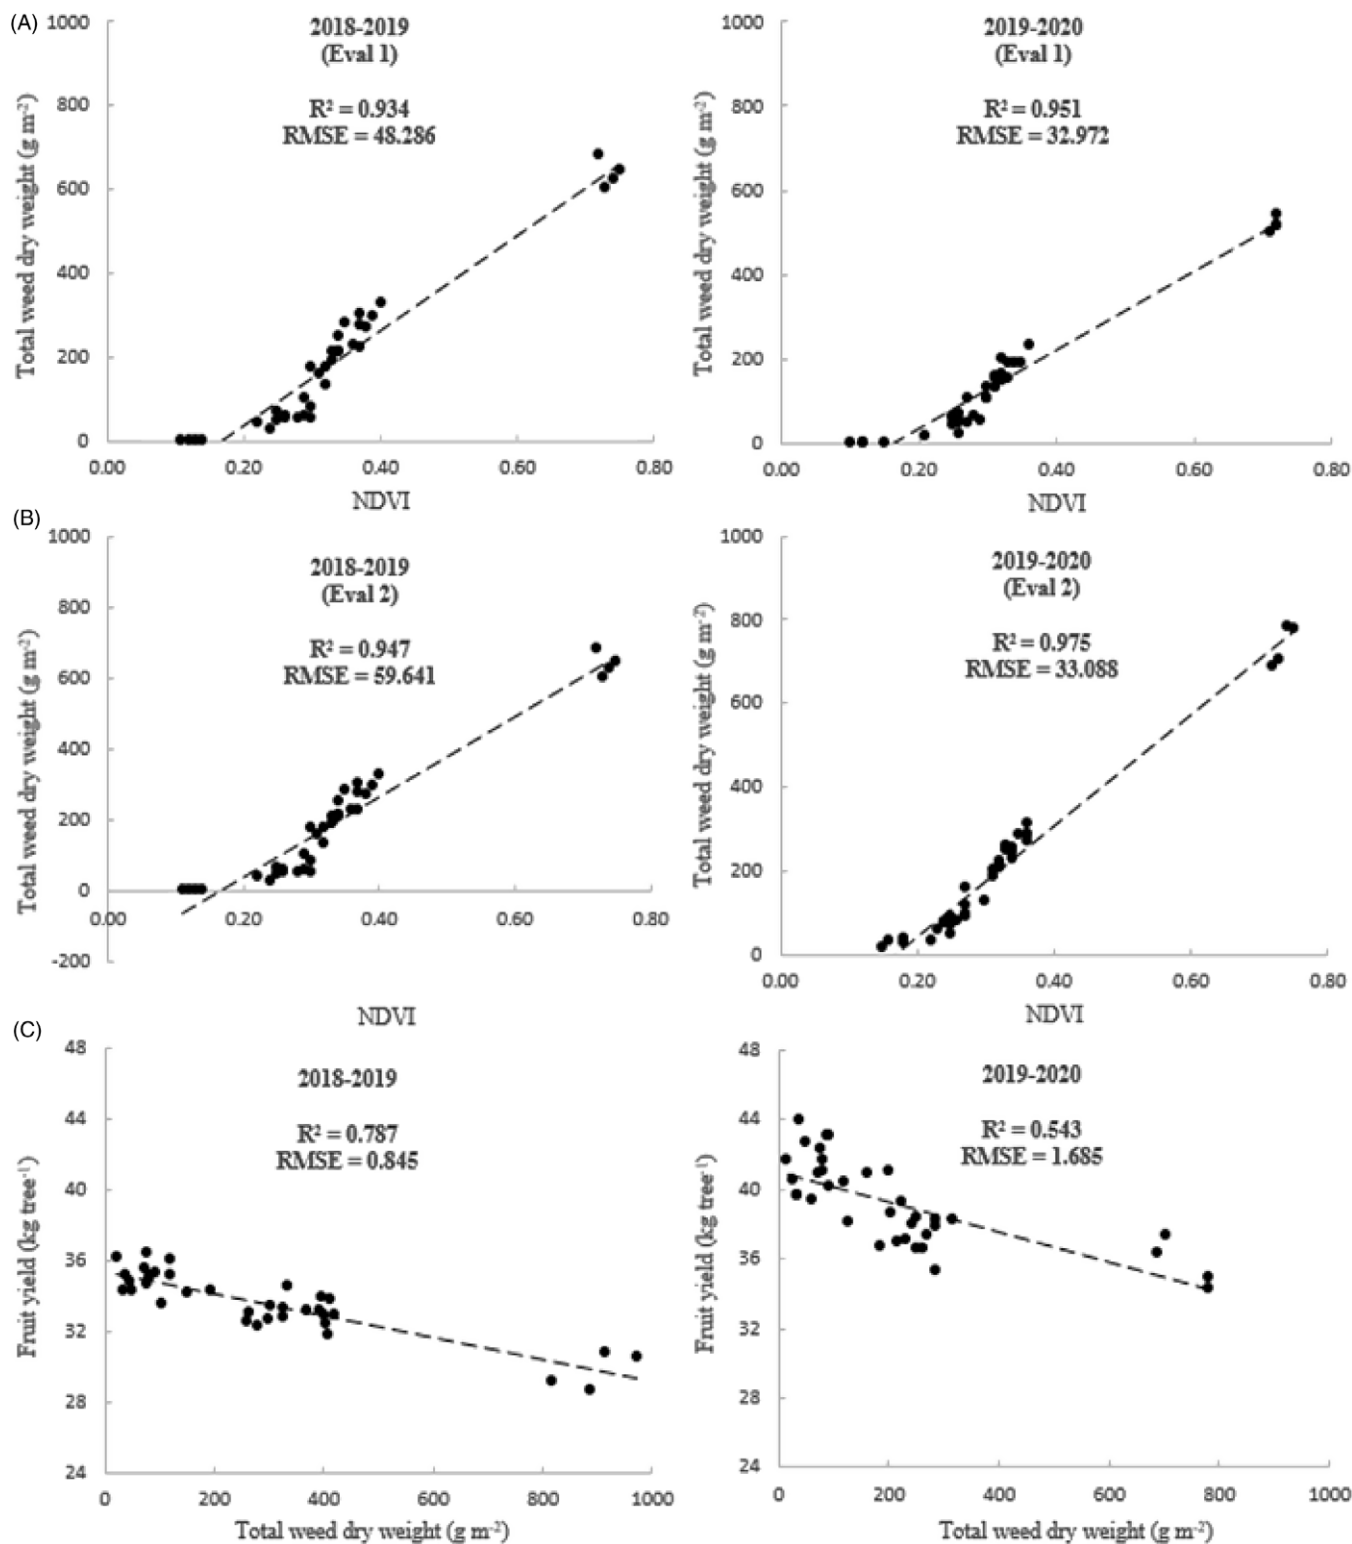 (A)
2018-2019
(Eval 1)
R² = 0.934
RMSE = 48.286
Total weed dry weight (g m⁻²)
1000
800
600
400
200
0
0.00 0.20 0.40 0.60 0.80
NDVI
2019-2020
(Eval 1)
R² = 0.951
RMSE = 32.972
Total weed dry weight (g m⁻²)
1000
800
600
400
200
0
0.00 0.20 0.40 0.60 0.80
NDVI
(B)
2018-2019
(Eval 2)
R² = 0.947
RMSE = 59.641
Total weed dry weight (g m⁻²)
1000
800
600
400
200
0
-200
0.00 0.20 0.40 0.60 0.80
NDVI
2019-2020
(Eval 2)
R² = 0.975
RMSE = 33.088
Total weed dry weight (g m⁻²)
1000
800
600
400
200
0
0.00 0.20 0.40 0.60 0.80
NDVI
(C)
2018-2019
R² = 0.787
RMSE = 0.845
Fruit yield (kg tree⁻¹)
48
44
40
36
32
28
24
0 200 400 600 800 1000
Total weed dry weight (g m⁻²)
2019-2020
R² = 0.543
RMSE = 1.685
Fruit yield (kg tree⁻¹)
48
44
40
36
32
28
24
0 200 400 600 800 1000
Total weed dry weight (g m⁻²)